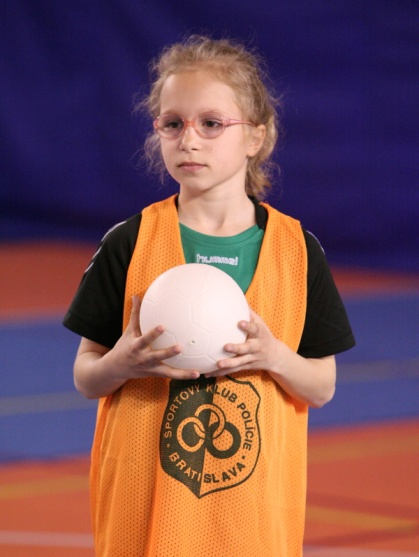 hummel
SPORTOVÝ KLUB POLÍCIE
BRATISLAVA